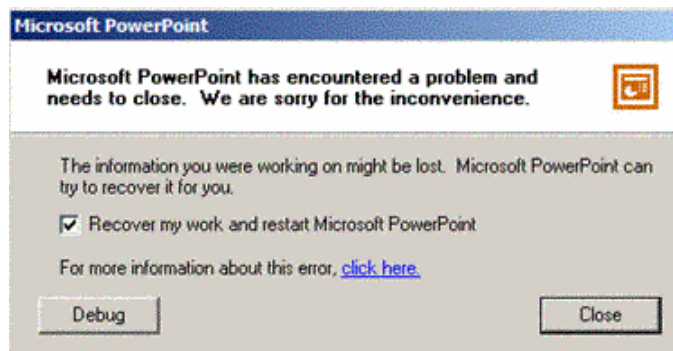 Microsoft PowerPoint
Microsoft PowerPoint has encountered a problem and
needs to close.  We are sorry for the inconvenience.
The information you were working on might be lost.  Microsoft PowerPoint can
try to recover it for you.
Recover my work and restart Microsoft PowerPoint
For more information about this error, click here.
Debug
Close